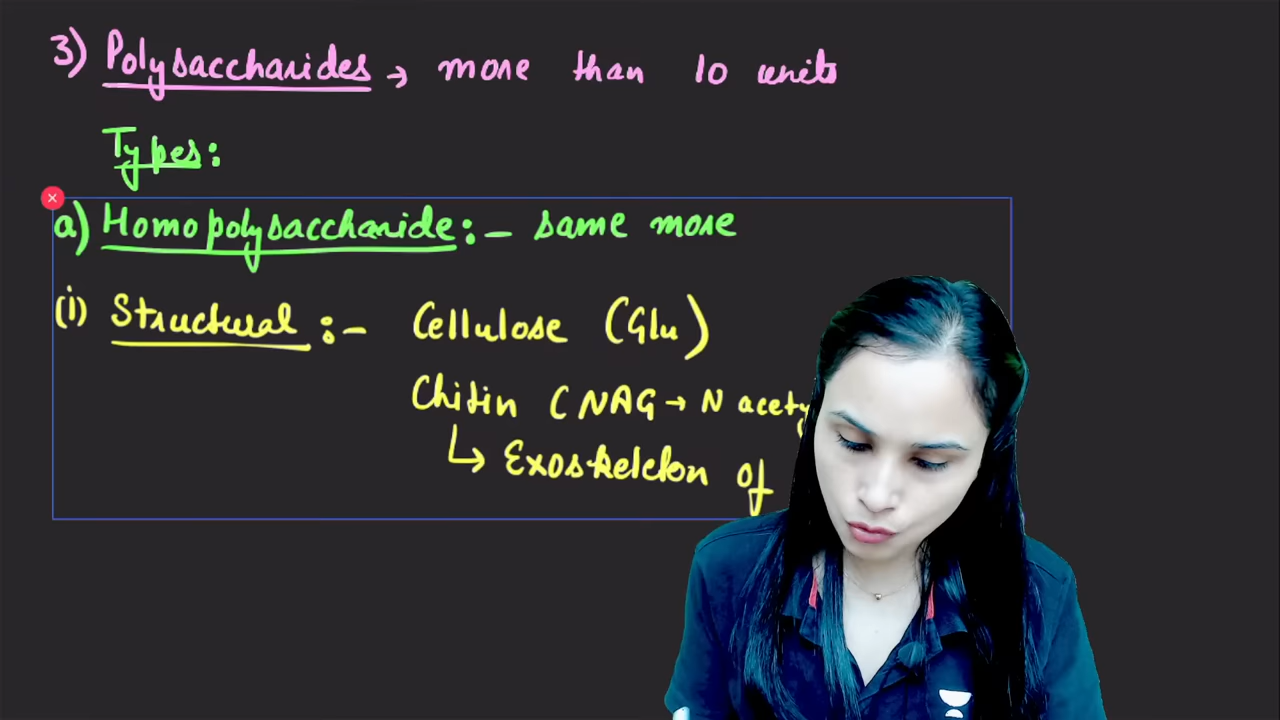 3) Polysaccharides → more than 10 units
Types:
a) Homopolysaccharide :- same more
(i) Structural :- Cellulose (Glu)
Chitin (NAG → N acety
↳ Exoskeleton of